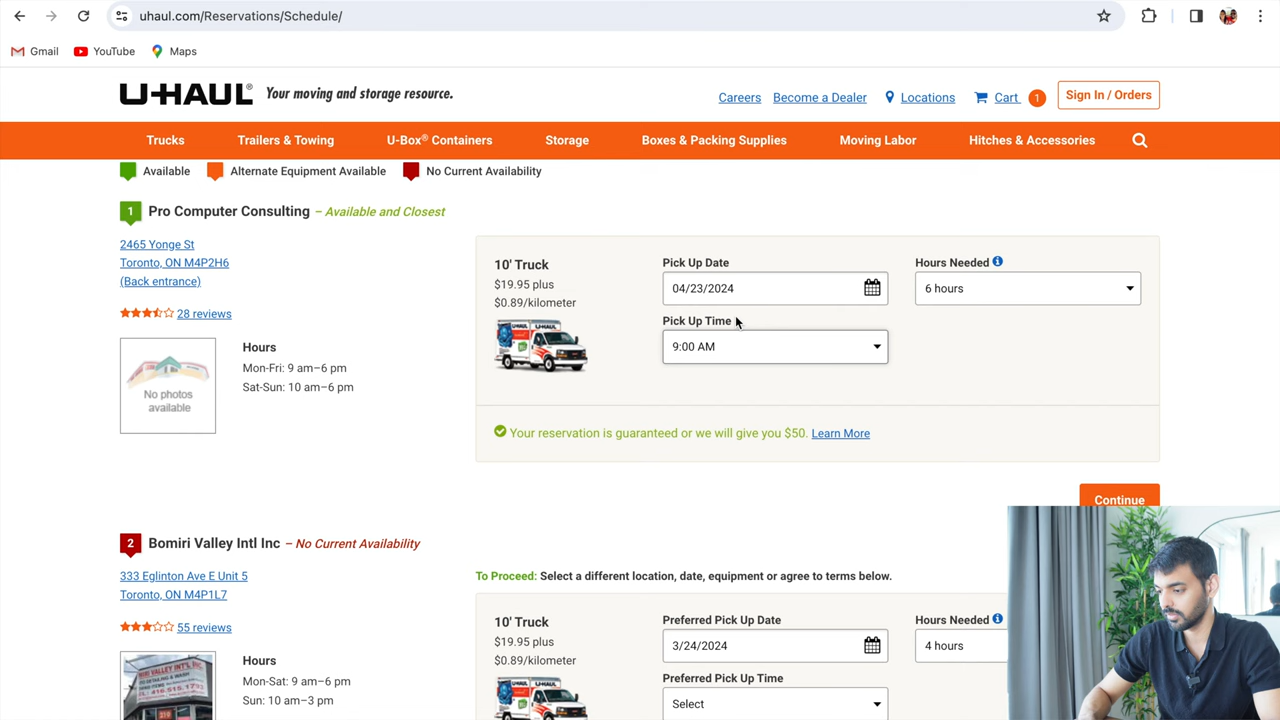 uhaul.com/Reservations/Schedule/
Gmail
YouTube
Maps
U-HAUL® Your moving and storage resource.
Careers
Become a Dealer
Locations
Cart 1
Sign In / Orders
Trucks
Trailers & Towing
U-Box® Containers
Storage
Boxes & Packing Supplies
Moving Labor
Hitches & Accessories
Available
Alternate Equipment Available
No Current Availability
1 Pro Computer Consulting – Available and Closest
2465 Yonge St
Toronto, ON M4P2H6
(Back entrance)
28 reviews
No photos
available
Hours
Mon-Fri: 9 am–6 pm
Sat-Sun: 10 am–6 pm
10' Truck
$19.95 plus
$0.89/kilometer
Pick Up Date
04/23/2024
Pick Up Time
9:00 AM
Hours Needed
6 hours
Your reservation is guaranteed or we will give you $50. Learn More
Continue
2 Bomiri Valley Intl Inc – No Current Availability
333 Eglinton Ave E Unit 5
Toronto, ON M4P1L7
55 reviews
Hours
Mon-Sat: 9 am–6 pm
Sun: 10 am–3 pm
To Proceed: Select a different location, date, equipment or agree to terms below.
10' Truck
$19.95 plus
$0.89/kilometer
Preferred Pick Up Date
3/24/2024
Preferred Pick Up Time
Select
Hours Needed
4 hours